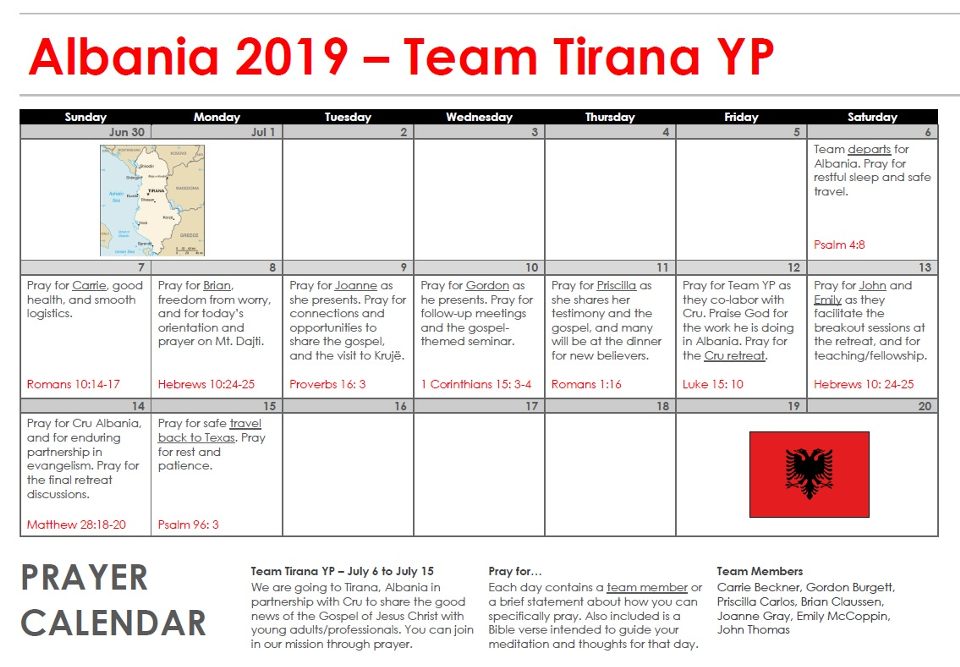 Albania 2019 – Team Tirana YP
Sunday Monday Tuesday Wednesday Thursday Friday Saturday
Jun 30 Jul 1 2 3 4 5 6
KOSOVO
MACEDONIA
GREECE
TIRANA
Team departs for
Albania. Pray for
restful sleep and safe
travel.
Psalm 4:8
7 8 9 10 11 12 13
Pray for Carrie, good
health, and smooth
logistics.
Romans 10:14-17
Pray for Brian,
freedom from worry,
and for today’s
orientation and
prayer on Mt. Dajti.
Hebrews 10:24-25
Pray for Joanne as
she presents. Pray for
connections and
opportunities to
share the gospel,
and the visit to Krujë.
Proverbs 16: 3
Pray for Gordon as
he presents. Pray for
follow-up meetings
and the gospel-
themed seminar.
1 Corinthians 15: 3-4
Pray for Priscilla as
she shares her
testimony and the
gospel, and many
will be at the dinner
for new believers.
Romans 1:16
Pray for Team YP as
they co-labor with
Cru. Praise God for
the work he is doing
in Albania. Pray for
the Cru retreat.
Luke 15: 10
Pray for John and
Emily as they
facilitate the
breakout sessions at
the retreat, and for
teaching/fellowship.
Hebrews 10: 24-25
14 15 16 17 18 19 20
Pray for Cru Albania,
and for enduring
partnership in
evangelism. Pray for
the final retreat
discussions.
Matthew 28:18-20
Pray for safe travel
back to Texas. Pray
for rest and
patience.
Psalm 96: 3
PRAYER
CALENDAR
Team Tirana YP – July 6 to July 15
We are going to Tirana, Albania in
partnership with Cru to share the good
news of the Gospel of Jesus Christ with
young adults/professionals. You can join
in our mission through prayer.
Pray for…
Each day contains a team member or
a brief statement about how you can
specifically pray. Also included is a
Bible verse intended to guide your
meditation and thoughts for that day.
Team Members
Carrie Beckner, Gordon Burgett,
Priscilla Carlos, Brian Claussen,
Joanne Gray, Emily McCoppin,
John Thomas